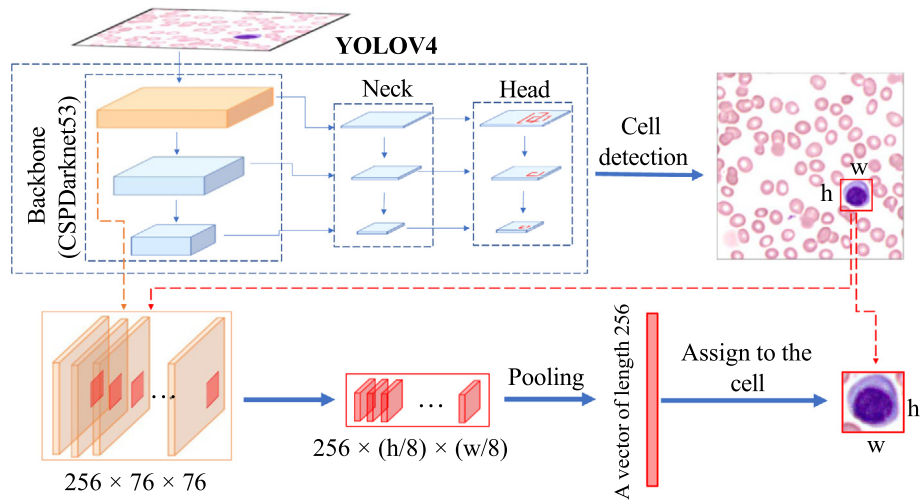 YOLOV4
Backbone
(CSPDarknet53)
Neck
Head
Cell
detection
w
h
256 × 76 × 76
...
256 × (h/8) × (w/8)
...
Pooling
A vector of length 256
Assign to the
cell
h
w